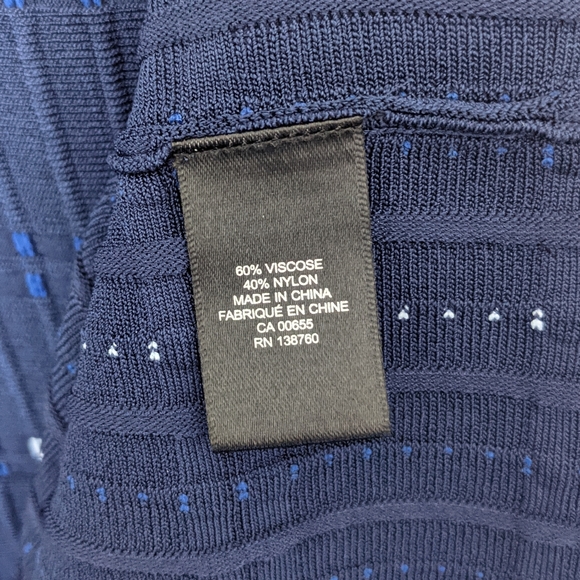 60% VISCOSE
40% NYLON
MADE IN CHINA
FABRIQUÉ EN CHINE
CA 00655
RN 138760